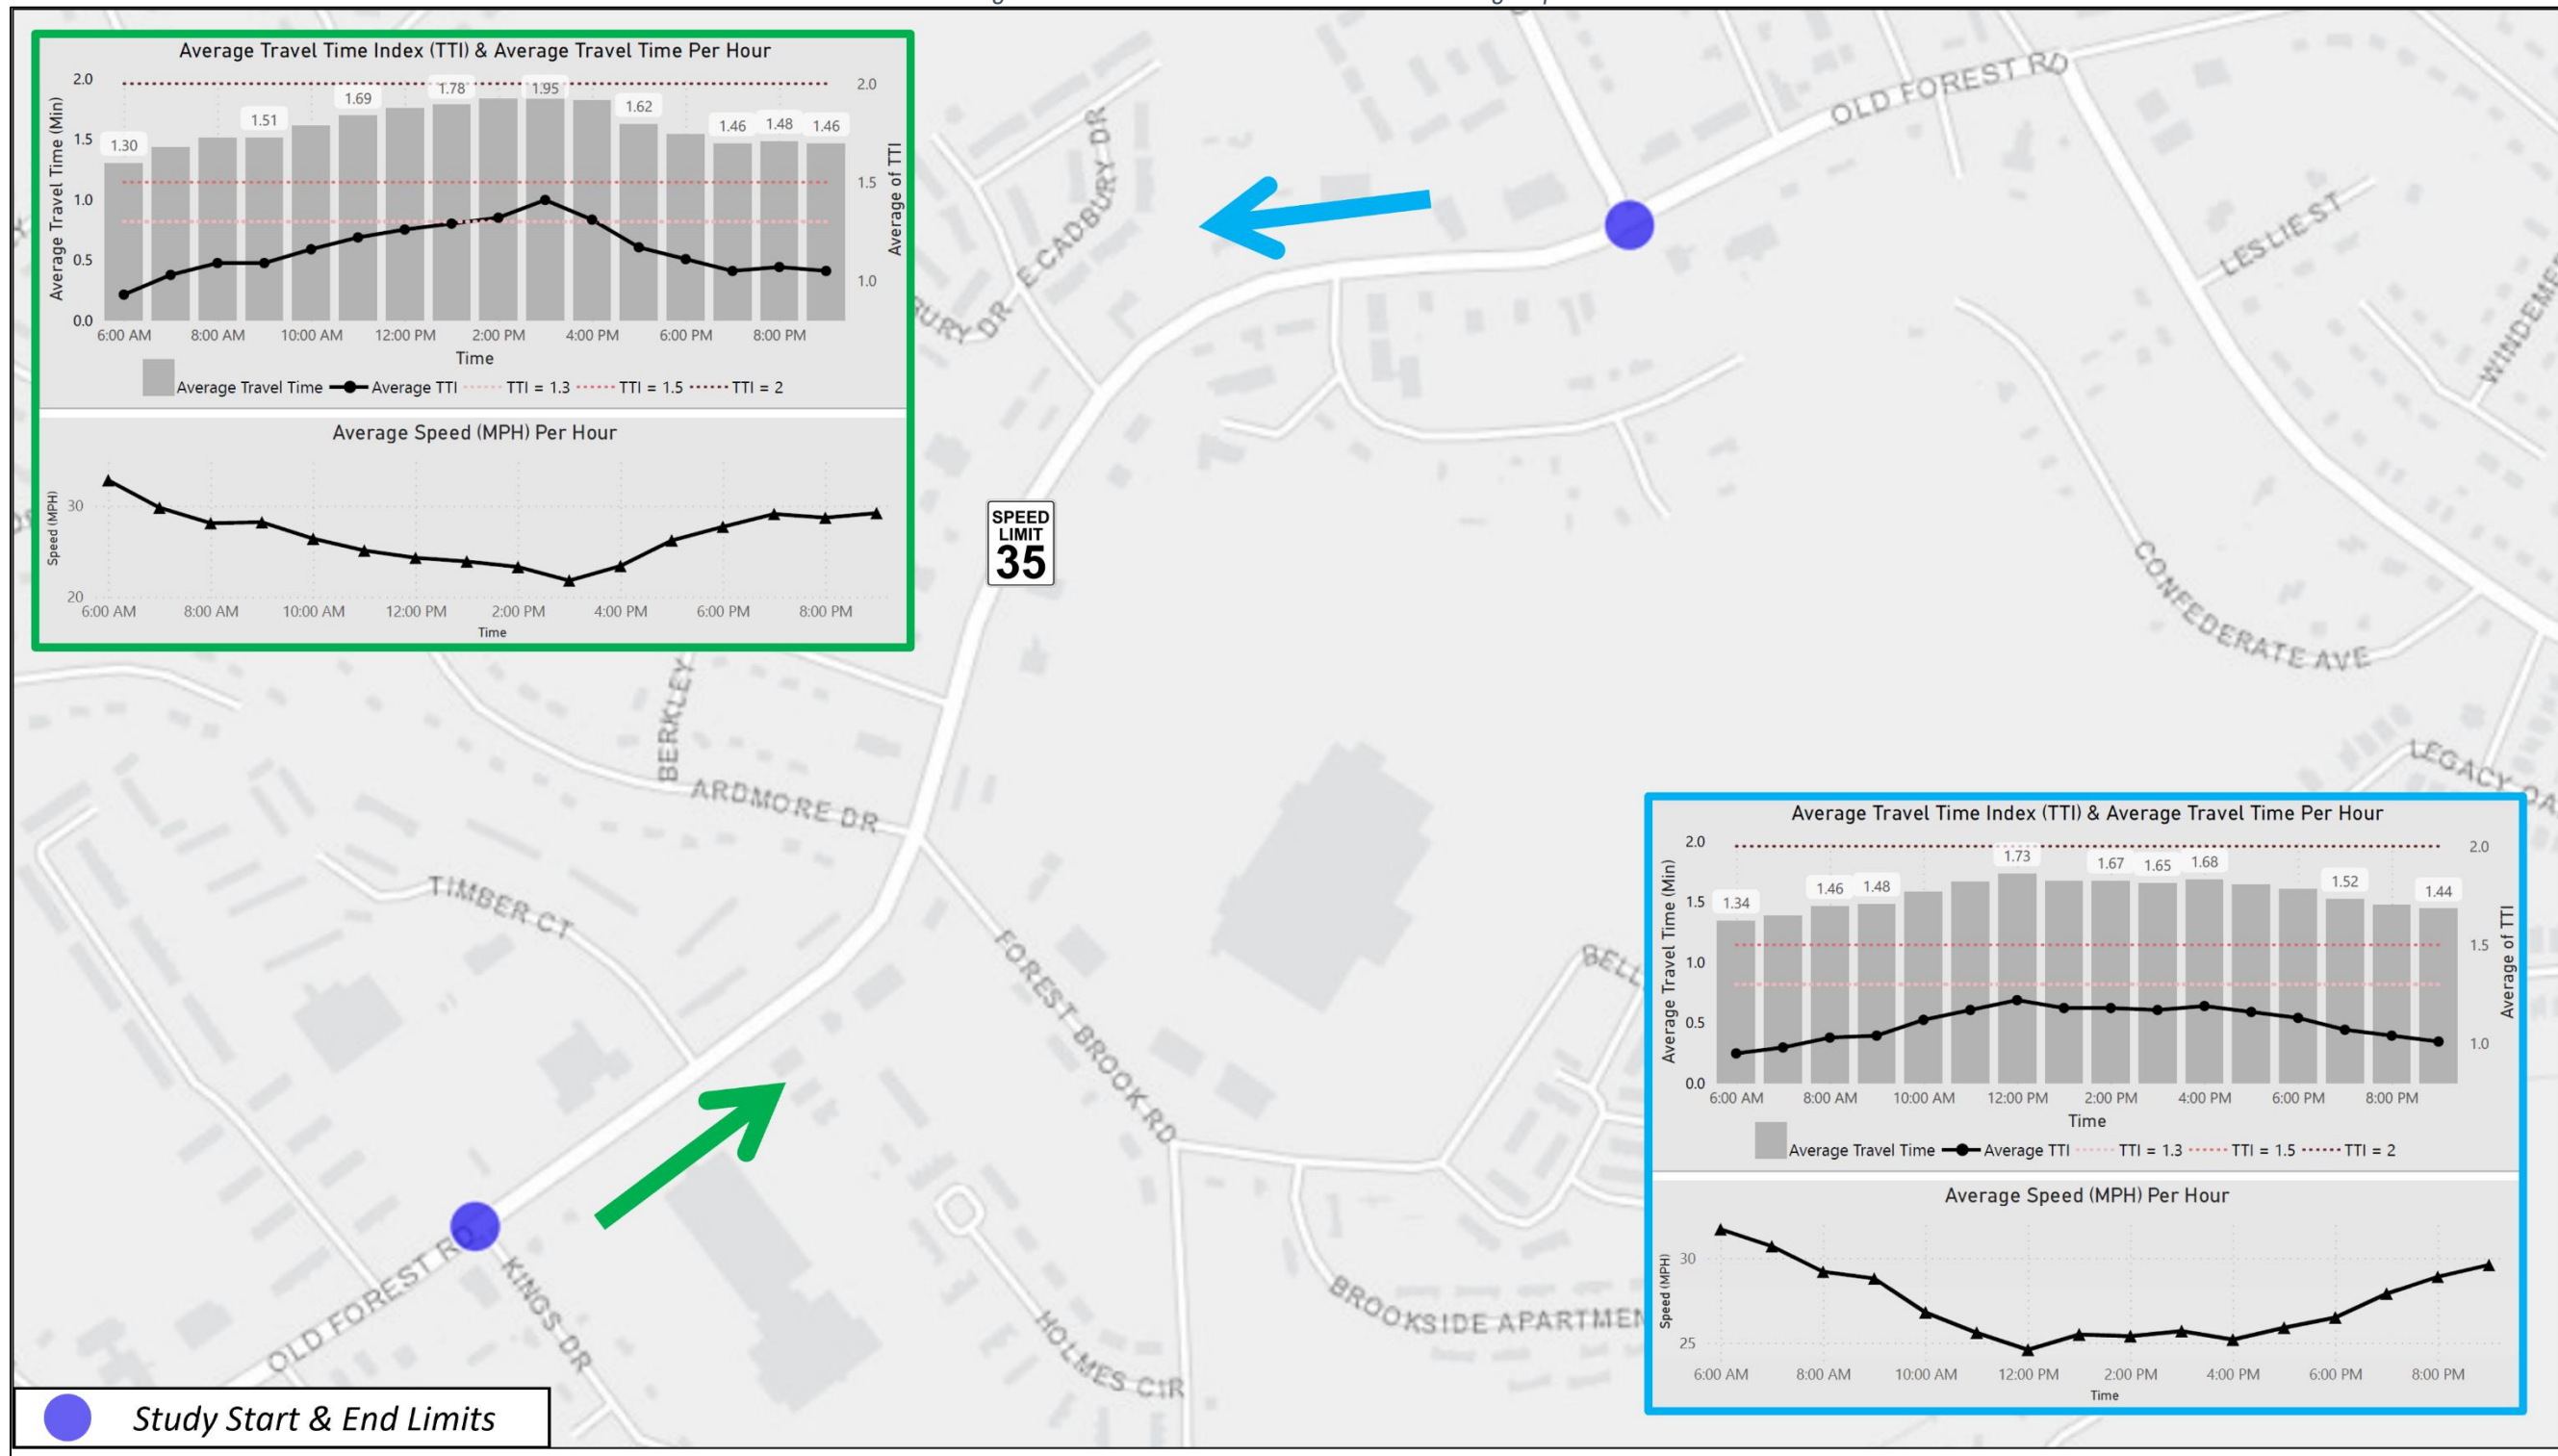 Average Travel Time Index (TTI) & Average Travel Time Per Hour
Average Travel Time (Min)
2.0
1.5
1.0
0.5
0.0
1.30
1.51
1.69
1.78
1.95
1.62
1.46
1.48
1.46
2.0
1.5
1.0
Average of TTI
6:00 AM
8:00 AM
10:00 AM
12:00 PM
2:00 PM
4:00 PM
6:00 PM
8:00 PM
Time
Average Travel Time
Average TTI
TTI = 1.3
TTI = 1.5
TTI = 2
Average Speed (MPH) Per Hour
Speed (MPH)
30
20
6:00 AM
8:00 AM
10:00 AM
12:00 PM
2:00 PM
4:00 PM
6:00 PM
8:00 PM
Time
E CADBURY DR
OLD FOREST RD
LESLIE ST
SPEED
LIMIT
35
CONFEDERATE AVE
BERKLEY
ARDMORE DR
TIMBER CT
FOREST BROOK RD
OLD FOREST RD
KINGS DR
HOLMES CIR
Average Travel Time Index (TTI) & Average Travel Time Per Hour
Average Travel Time (Min)
2.0
1.5
1.0
0.5
0.0
1.34
1.46
1.48
1.73
1.67
1.65
1.68
1.52
1.44
2.0
1.5
1.0
Average of TTI
6:00 AM
8:00 AM
10:00 AM
12:00 PM
2:00 PM
4:00 PM
6:00 PM
8:00 PM
Time
Average Travel Time
Average TTI
TTI = 1.3
TTI = 1.5
TTI = 2
Average Speed (MPH) Per Hour
Speed (MPH)
30
25
6:00 AM
8:00 AM
10:00 AM
12:00 PM
2:00 PM
4:00 PM
6:00 PM
8:00 PM
Time
Study Start & End Limits